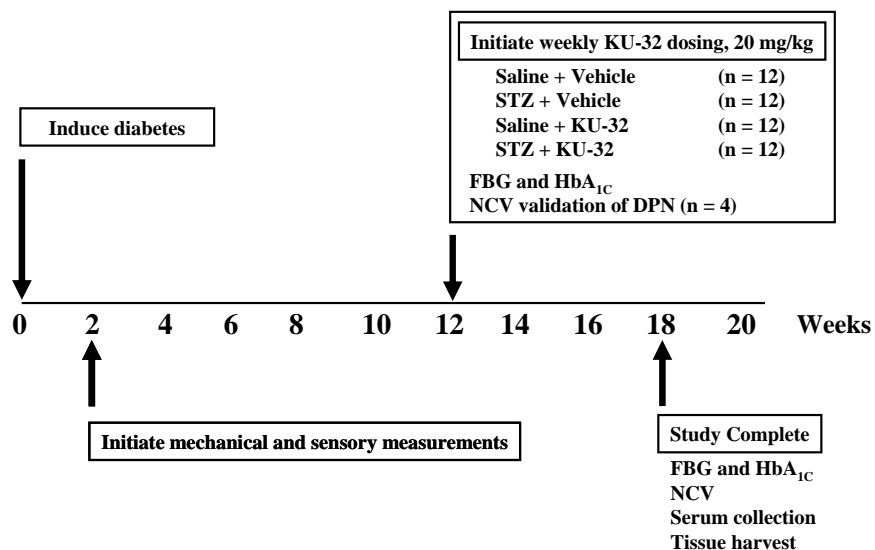 Initiate weekly KU-32 dosing, 20 mg/kg
Saline + Vehicle (n = 12)
STZ + Vehicle (n = 12)
Saline + KU-32 (n = 12)
STZ + KU-32 (n = 12)
FBG and HbA1C
NCV validation of DPN (n = 4)
Induce diabetes
0 2 4 6 8 10 12 14 16 18 20 Weeks
Initiate mechanical and sensory measurements
Study Complete
FBG and HbA1C
NCV
Serum collection
Tissue harvest